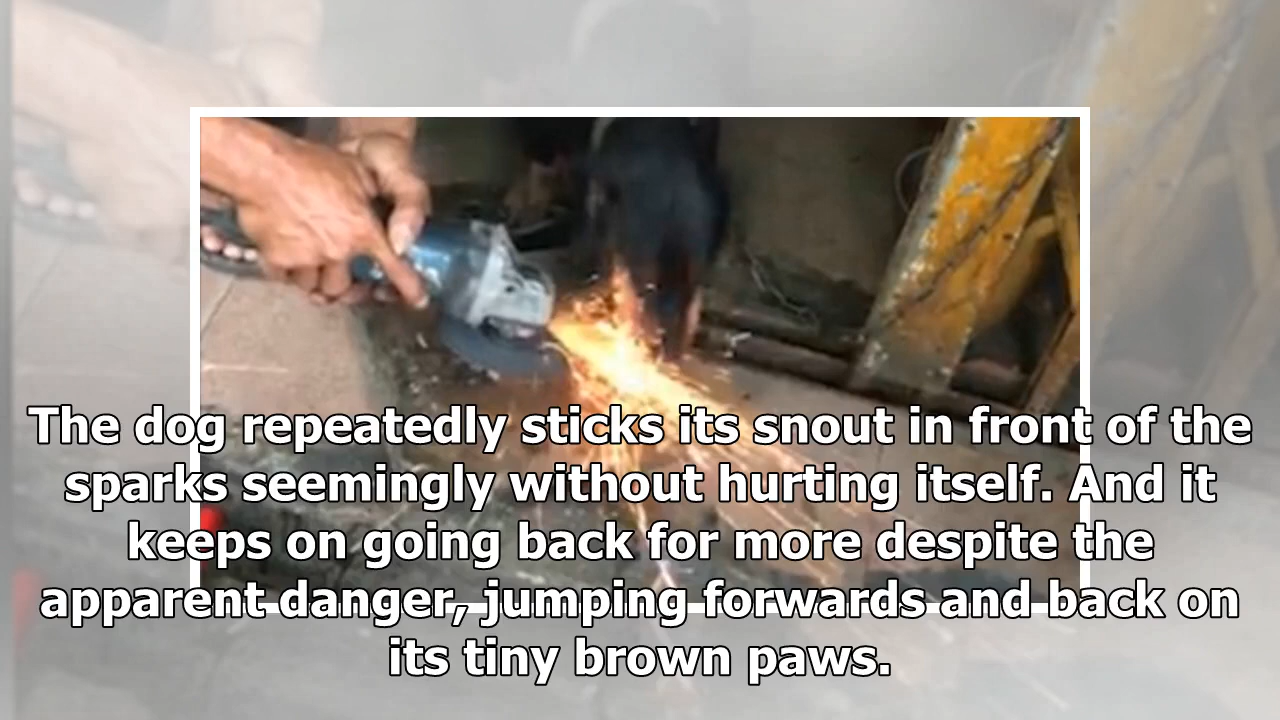 The dog repeatedly sticks its snout in front of the
sparks seemingly without hurting itself. And it
keeps on going back for more despite the
apparent danger, jumping forwards and back on
its tiny brown paws.